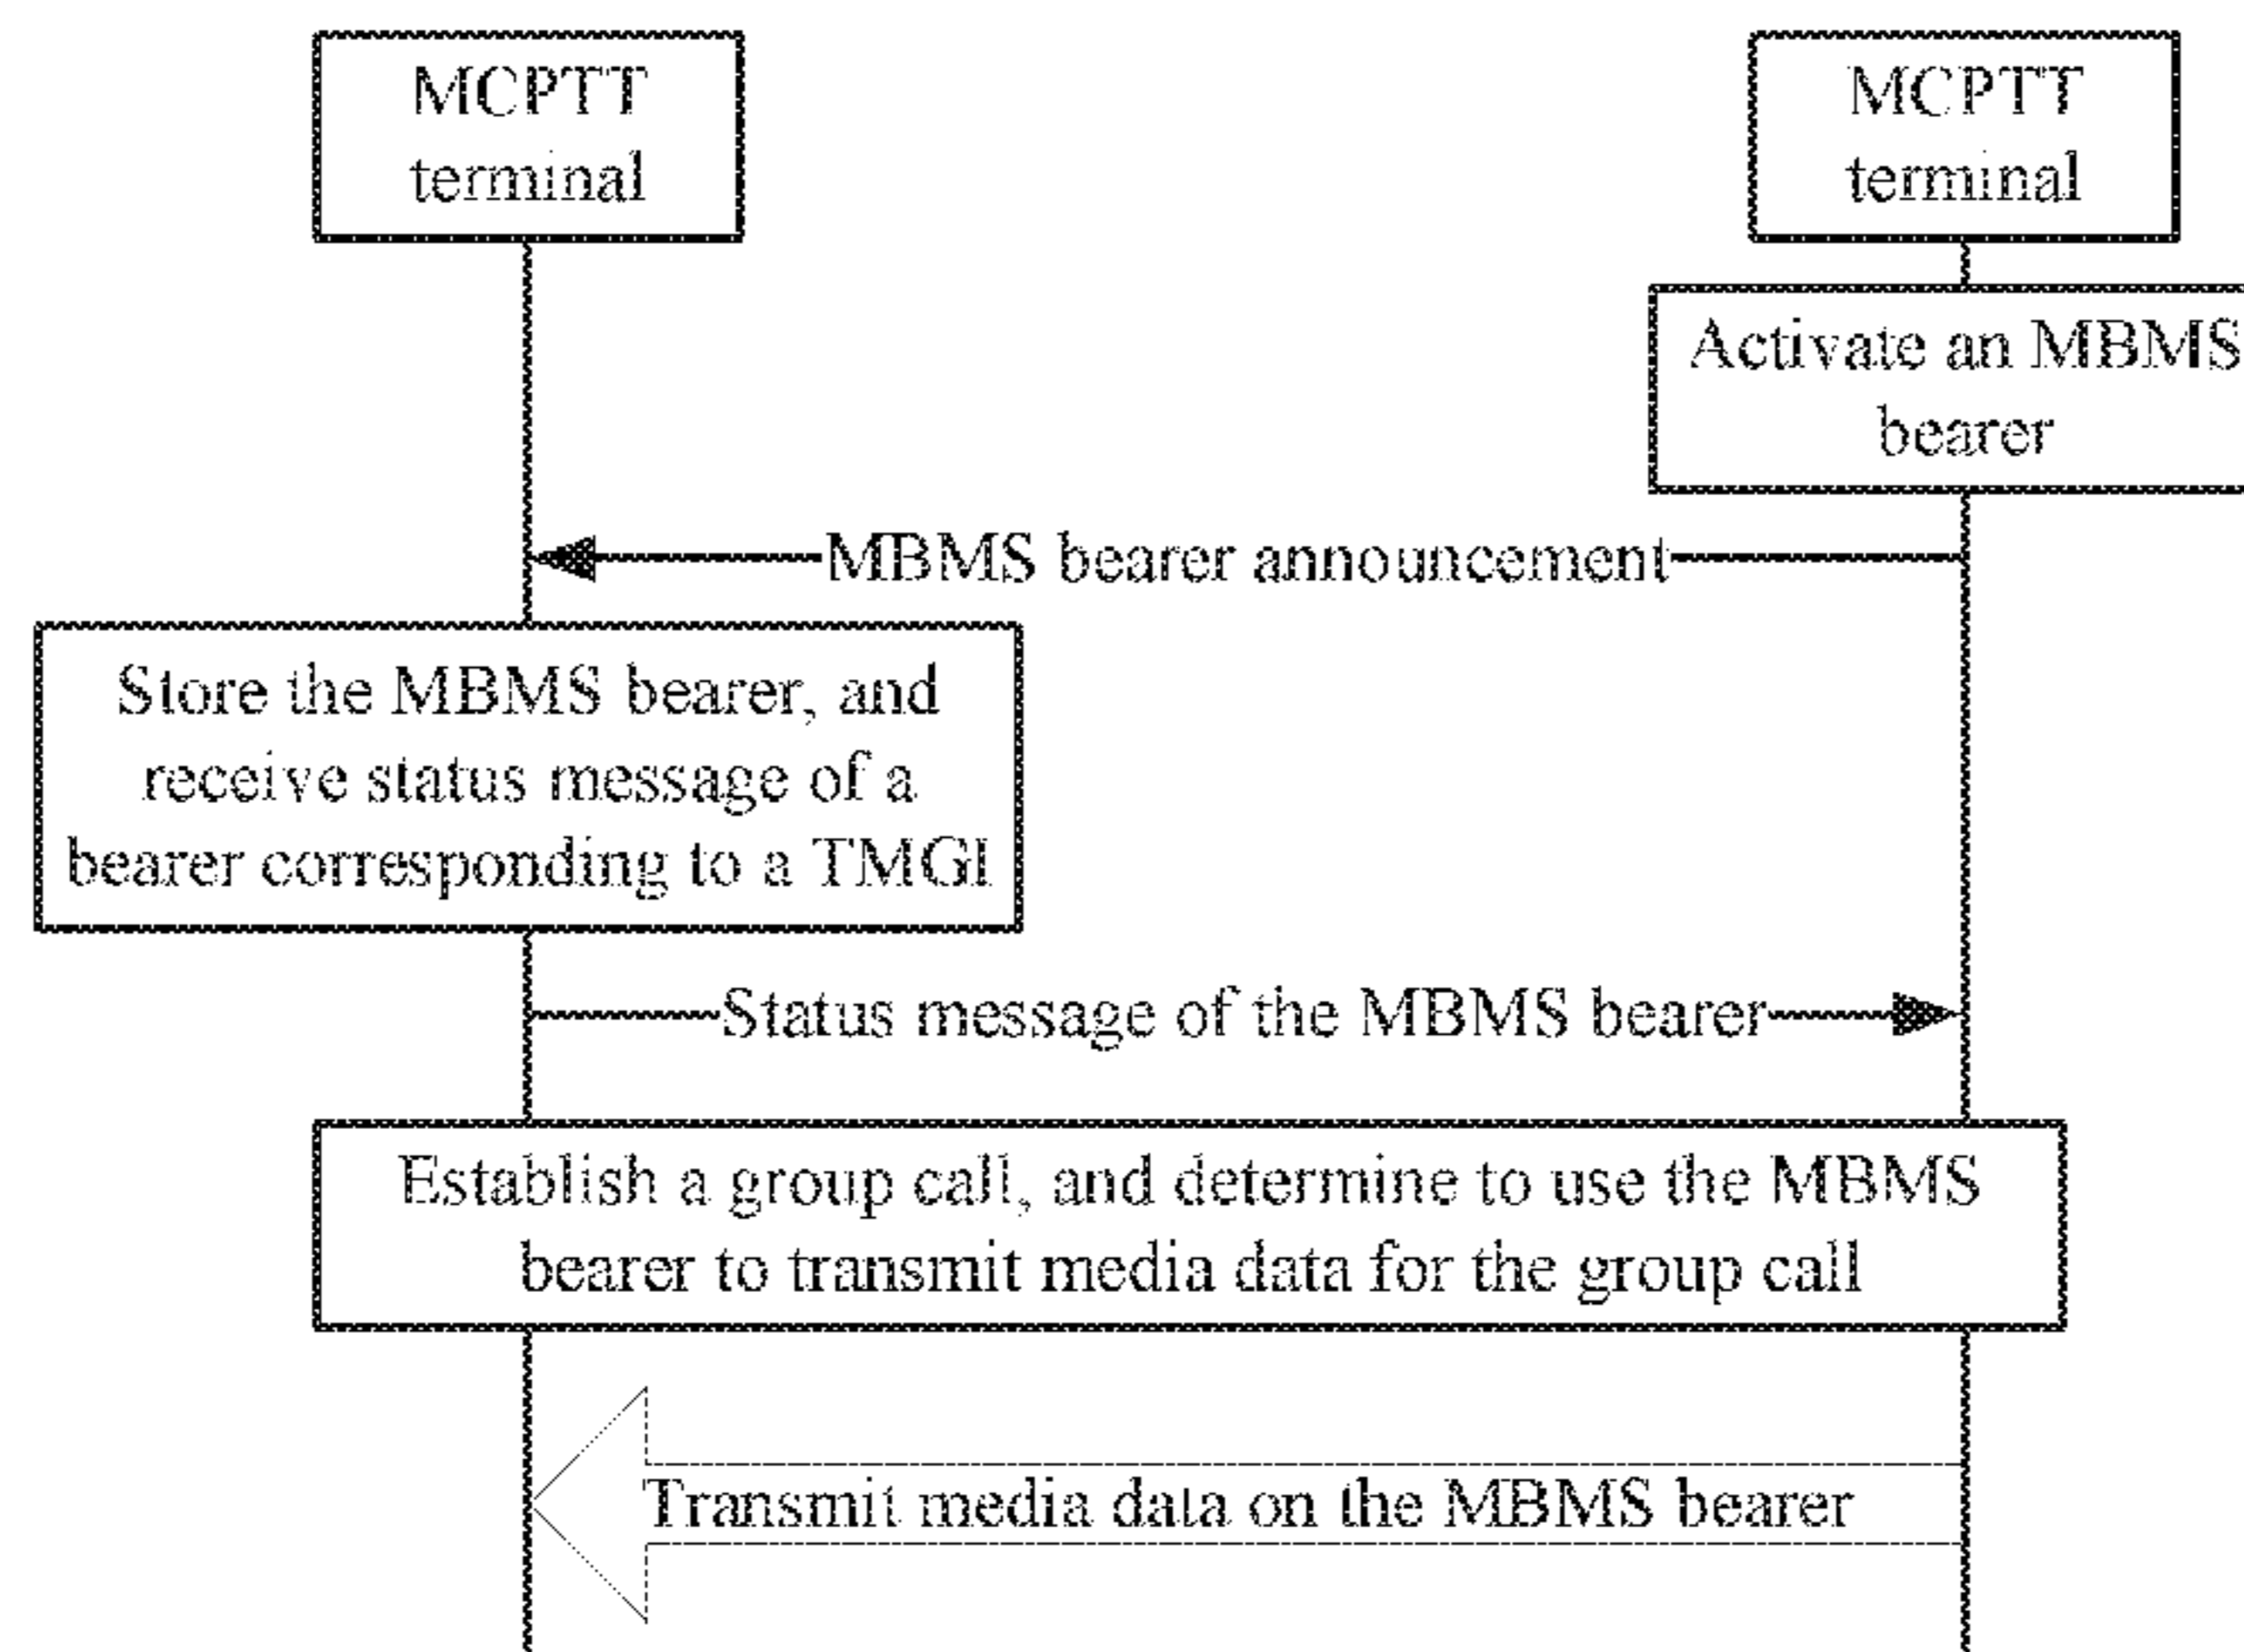 MCPTT
terminal
MCPTT
terminal
Activate an MBMS
bearer
MBMS bearer announcement
Store the MBMS bearer, and
receive status message of a
bearer corresponding to a TMGI
Status message of the MBMS bearer
Establish a group call, and determine to use the MBMS
bearer to transmit media data for the group call
Transmit media data on the MBMS bearer